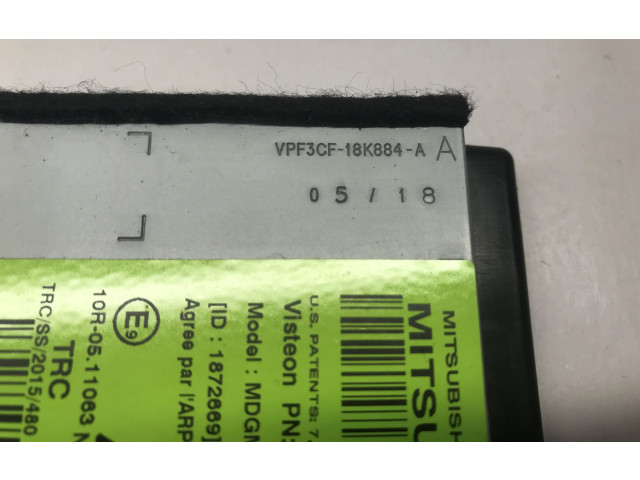 VPF3CF-18K884-A A
05/18
MITSUBISH
MITSU
U.S. PATENTS: 7
Visteon PN:
Model : MDGM
[ID : 1872669]
Agree par l'ARP
E9
10R-05.11063 N
TRC
TRC/SS/2015/480